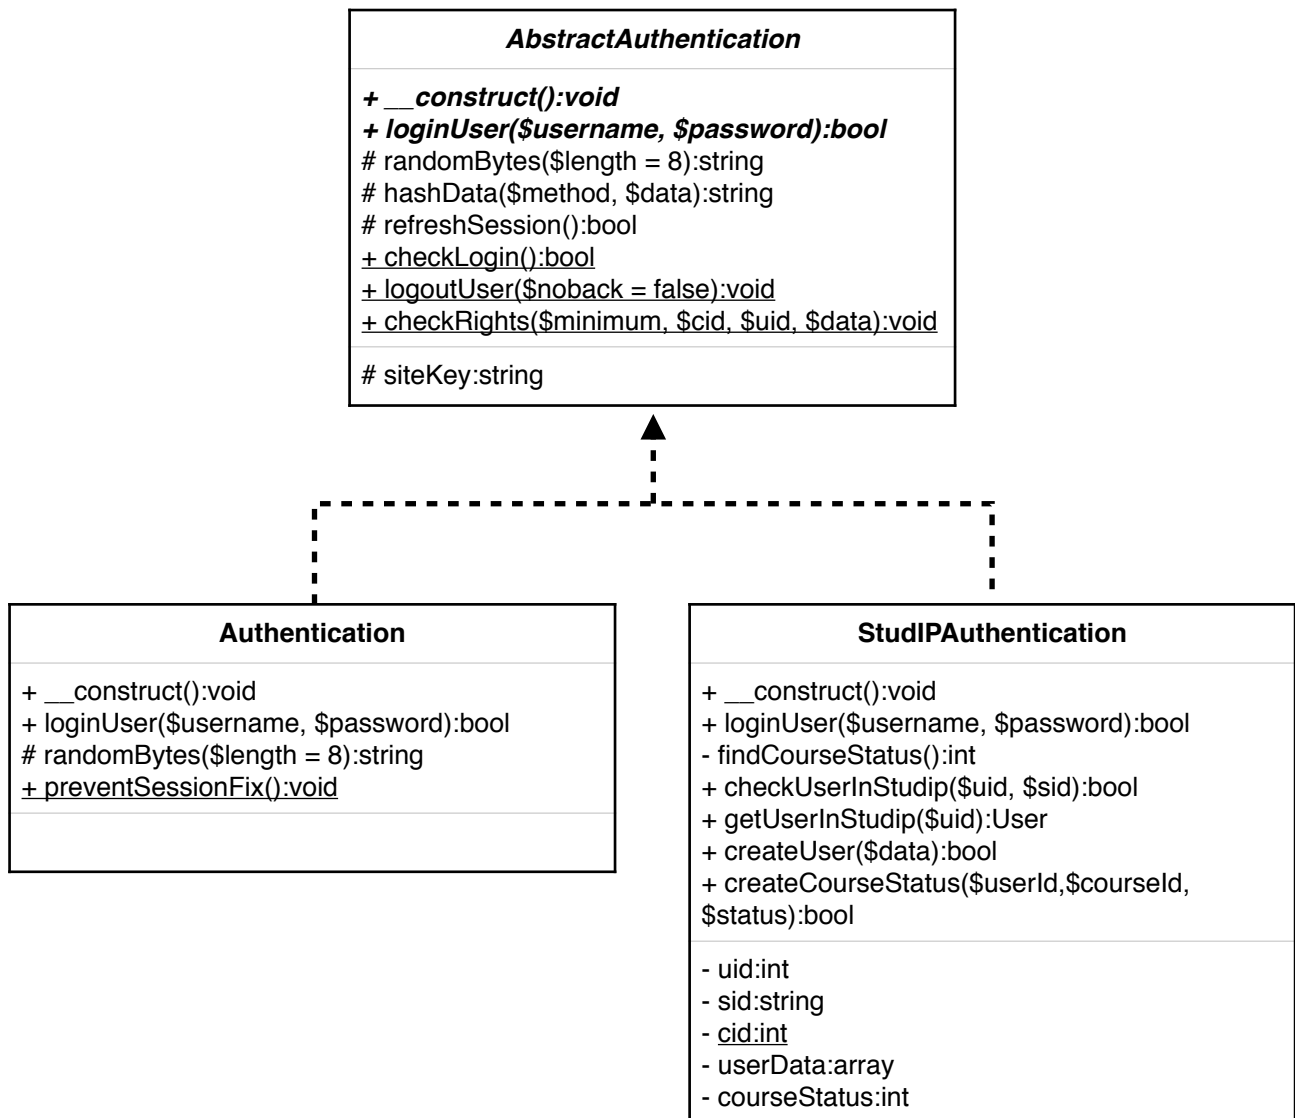 AbstractAuthentication
+ __construct():void
+ loginUser($username, $password):bool
# randomBytes($length = 8):string
# hashData($method, $data):string
# refreshSession():bool
+ checkLogin():bool
+ logoutUser($noback = false):void
+ checkRights($minimum, $cid, $uid, $data):void
# siteKey:string
Authentication
+ __construct():void
+ loginUser($username, $password):bool
# randomBytes($length = 8):string
+ preventSessionFix():void
StudIPAuthentication
+ __construct():void
+ loginUser($username, $password):bool
- findCourseStatus():int
+ checkUserInStudip($uid, $sid):bool
+ getUserInStudip($uid):User
+ createUser($data):bool
+ createCourseStatus($userId,$courseId,
$status):bool
- uid:int
- sid:string
- cid:int
- userData:array
- courseStatus:int